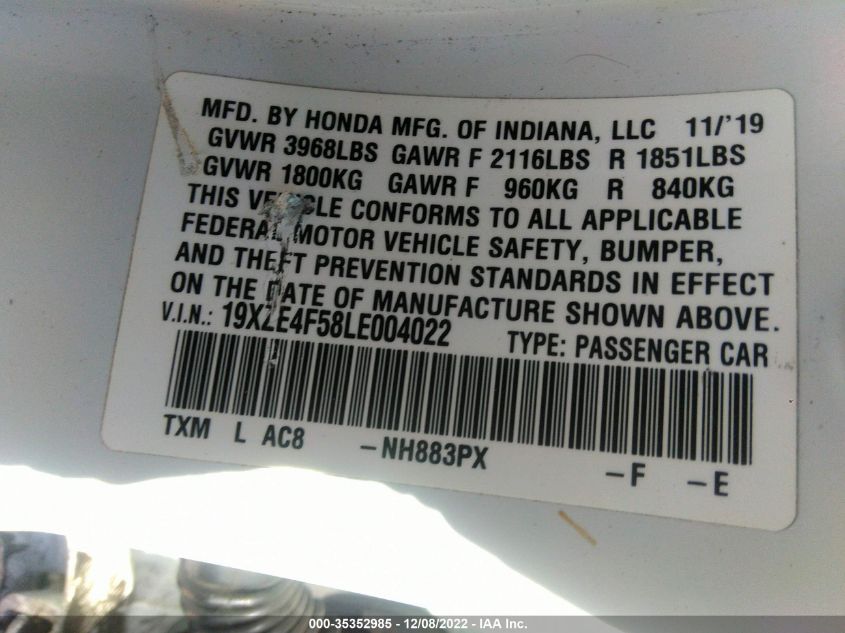 MFD. BY HONDA MFG. OF INDIANA, LLC 11/'19
GVWR 3968LBS GAWR F 2116LBS R 1851LBS
GVWR 1800KG GAWR F 960KG R 840KG
THIS VEHICLE CONFORMS TO ALL APPLICABLE
FEDERAL MOTOR VEHICLE SAFETY, BUMPER,
AND THEFT PREVENTION STANDARDS IN EFFECT
ON THE DATE OF MANUFACTURE SHOWN ABOVE.
V.I.N.: 19XZE4F58LE004022 TYPE: PASSENGER CAR
TXM L AC8 -NH883PX -F -E
000-35352985 - 12/08/2022 - IAA Inc.